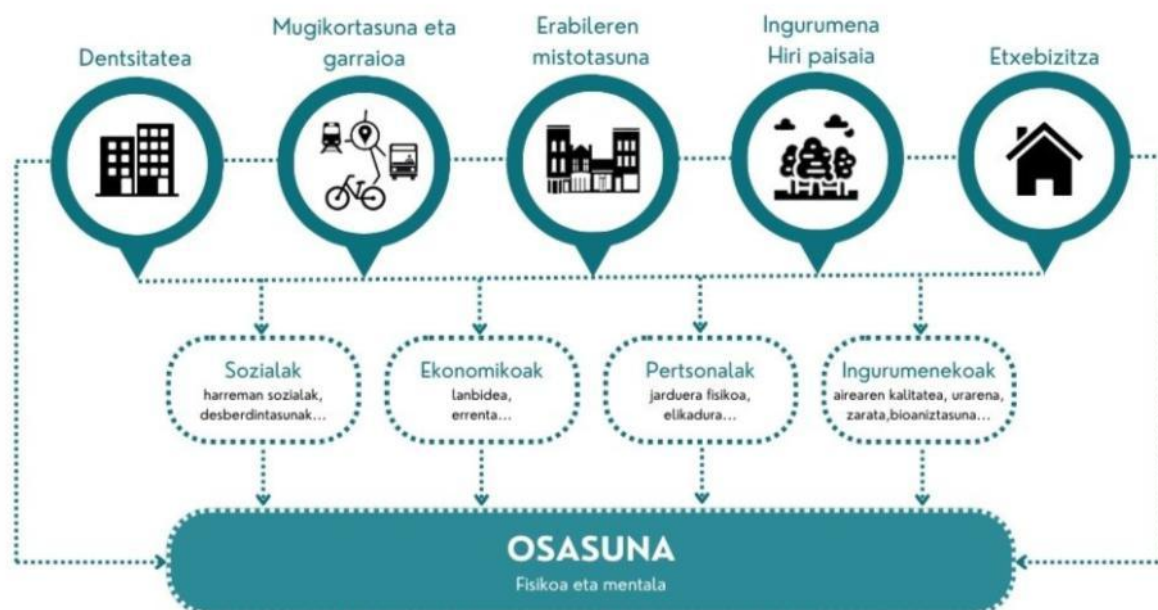 Dentsitatea
Mugikortasuna eta
garraioa
Erabileren
mistotasuna
Ingurumena
Hiri paisaia
Etxebizitza
Sozialak
harreman sozialak,
desberdintasunak...
Ekonomikoak
lanbidea,
errenta...
Pertsonalak
jarduera fisikoa,
elikadura...
Ingurumenekoak
airearen kalitatea, urarena,
zarata,bioaniztasuna...
OSASUNA
Fisikoa eta mentala